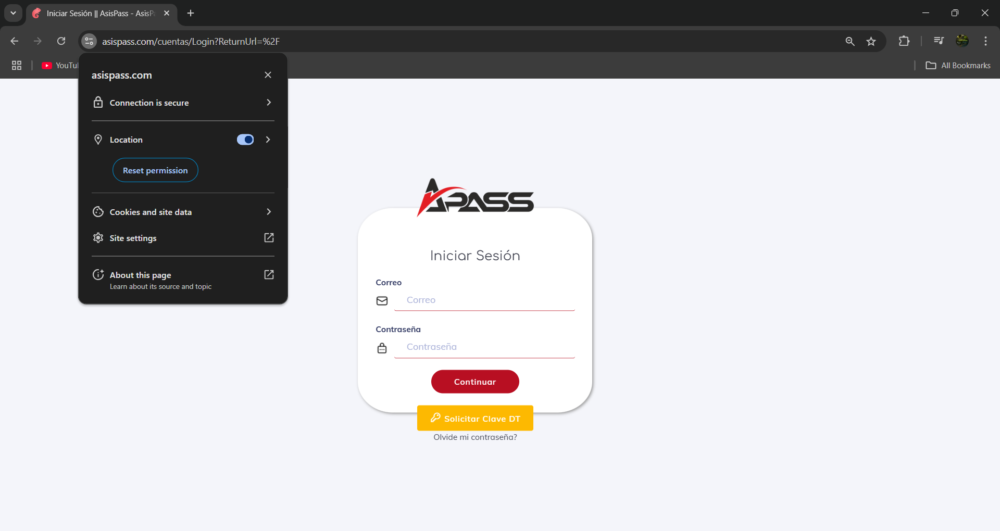 Iniciar Sesión || AsisPass - AsisPa
asispass.com/cuentas/Login?ReturnUrl=%2F
YouTu
All Bookmarks
asispass.com
Connection is secure
Location
Reset permission
Cookies and site data
Site settings
About this page
Learn about its source and topic
APASS
Iniciar Sesión
Correo
Correo
Contraseña
Contraseña
Continuar
Solicitar Clave DT
Olvide mi contraseña?